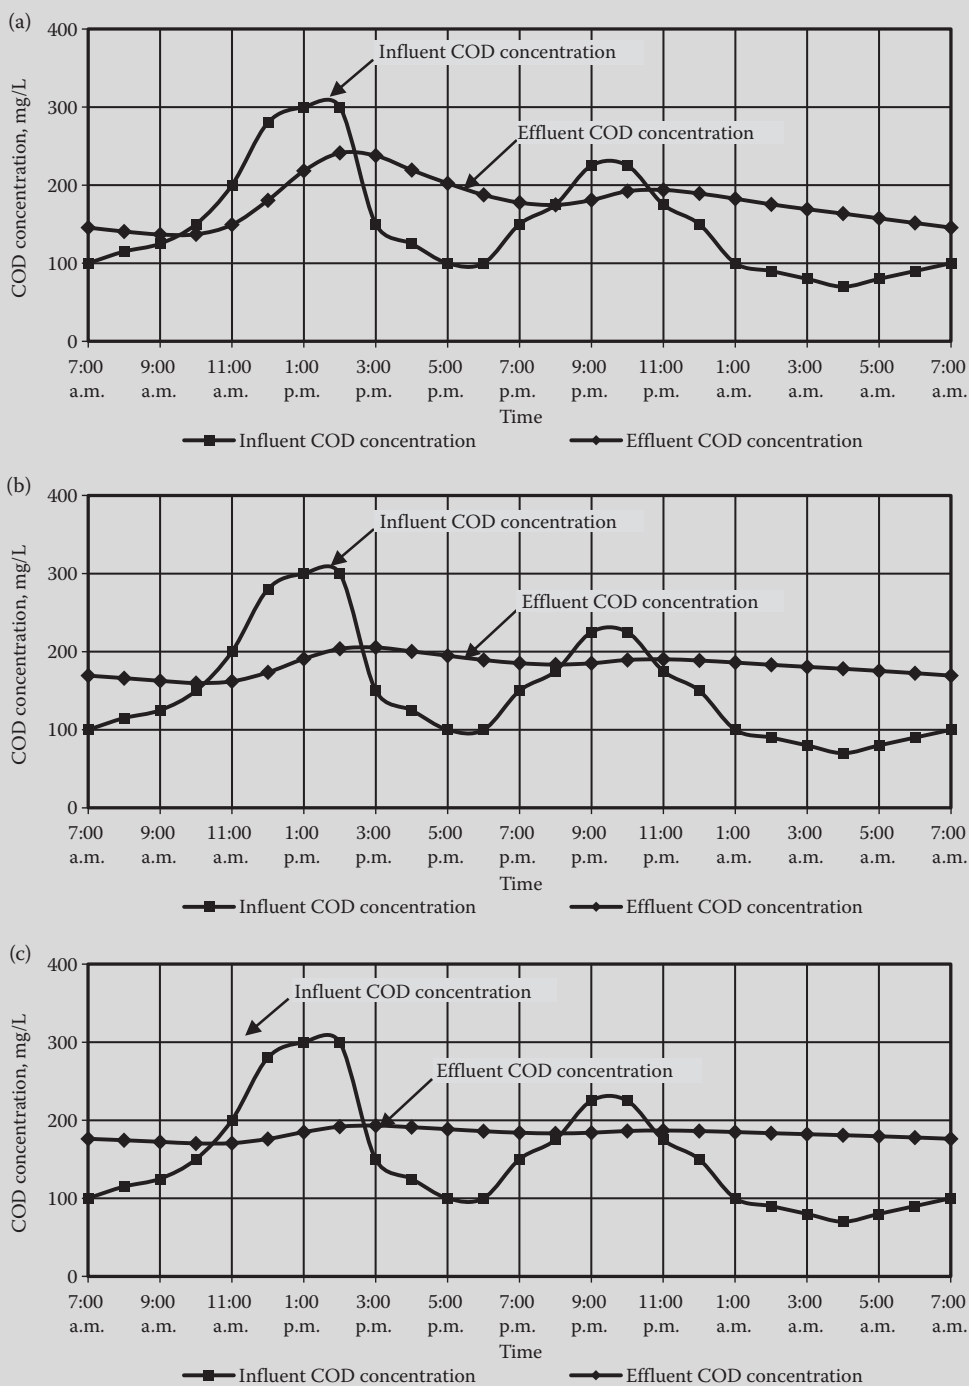 (a)
400
Influent COD concentration
300
Effluent COD concentration
200
100
0
COD concentration, mg/L
7:00 9:00 11:00 1:00 3:00 5:00 7:00 9:00 11:00 1:00 3:00 5:00 7:00
a.m. a.m. a.m. p.m. p.m. p.m. p.m. p.m. p.m. a.m. a.m. a.m. a.m.
Time
Influent COD concentration Effluent COD concentration
(b)
400
Influent COD concentration
300
Effluent COD concentration
200
100
0
COD concentration, mg/L
7:00 9:00 11:00 1:00 3:00 5:00 7:00 9:00 11:00 1:00 3:00 5:00 7:00
a.m. a.m. a.m. p.m. p.m. p.m. p.m. p.m. p.m. a.m. a.m. a.m. a.m.
Time
Influent COD concentration Effluent COD concentration
(c)
400
Influent COD concentration
300
Effluent COD concentration
200
100
0
COD concentration, mg/L
7:00 9:00 11:00 1:00 3:00 5:00 7:00 9:00 11:00 1:00 3:00 5:00 7:00
a.m. a.m. a.m. p.m. p.m. p.m. p.m. p.m. p.m. a.m. a.m. a.m. a.m.
Time
Influent COD concentration Effluent COD concentration